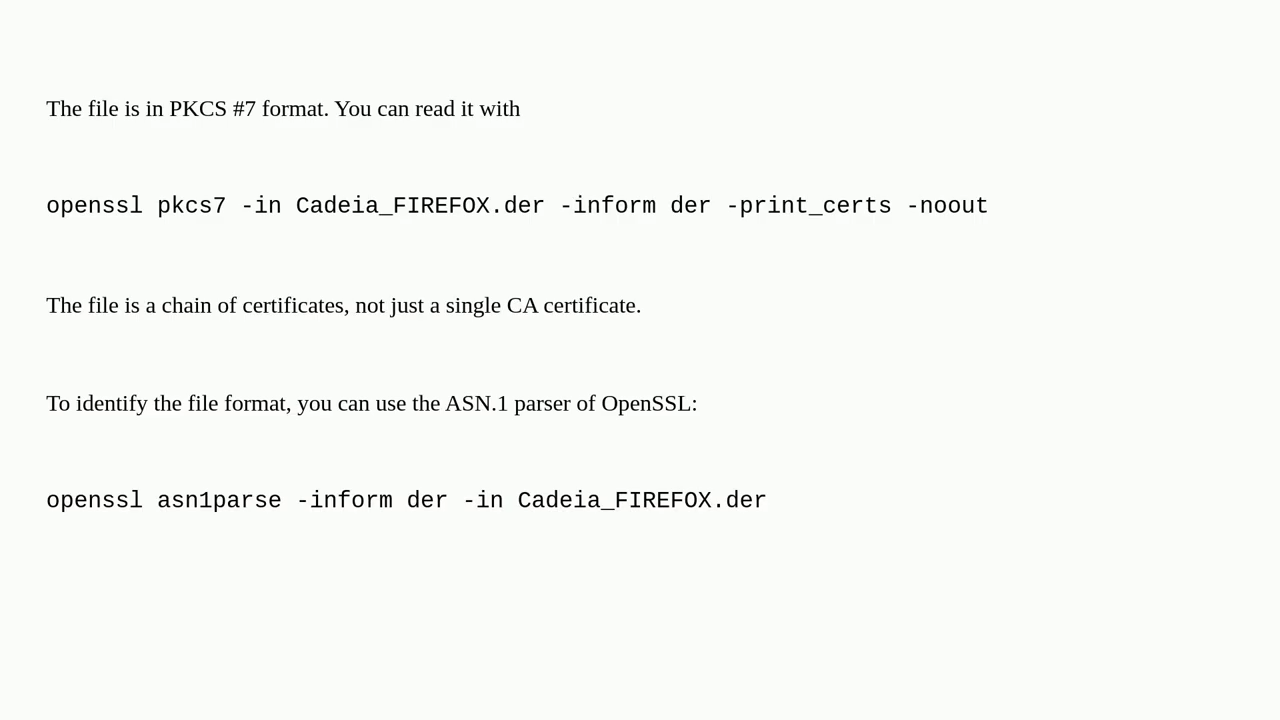 The file is in PKCS #7 format. You can read it with
openssl pkcs7 -in Cadeia_FIREFOX.der -inform der -print_certs -noout
The file is a chain of certificates, not just a single CA certificate.
To identify the file format, you can use the ASN.1 parser of OpenSSL:
openssl asn1parse -inform der -in Cadeia_FIREFOX.der